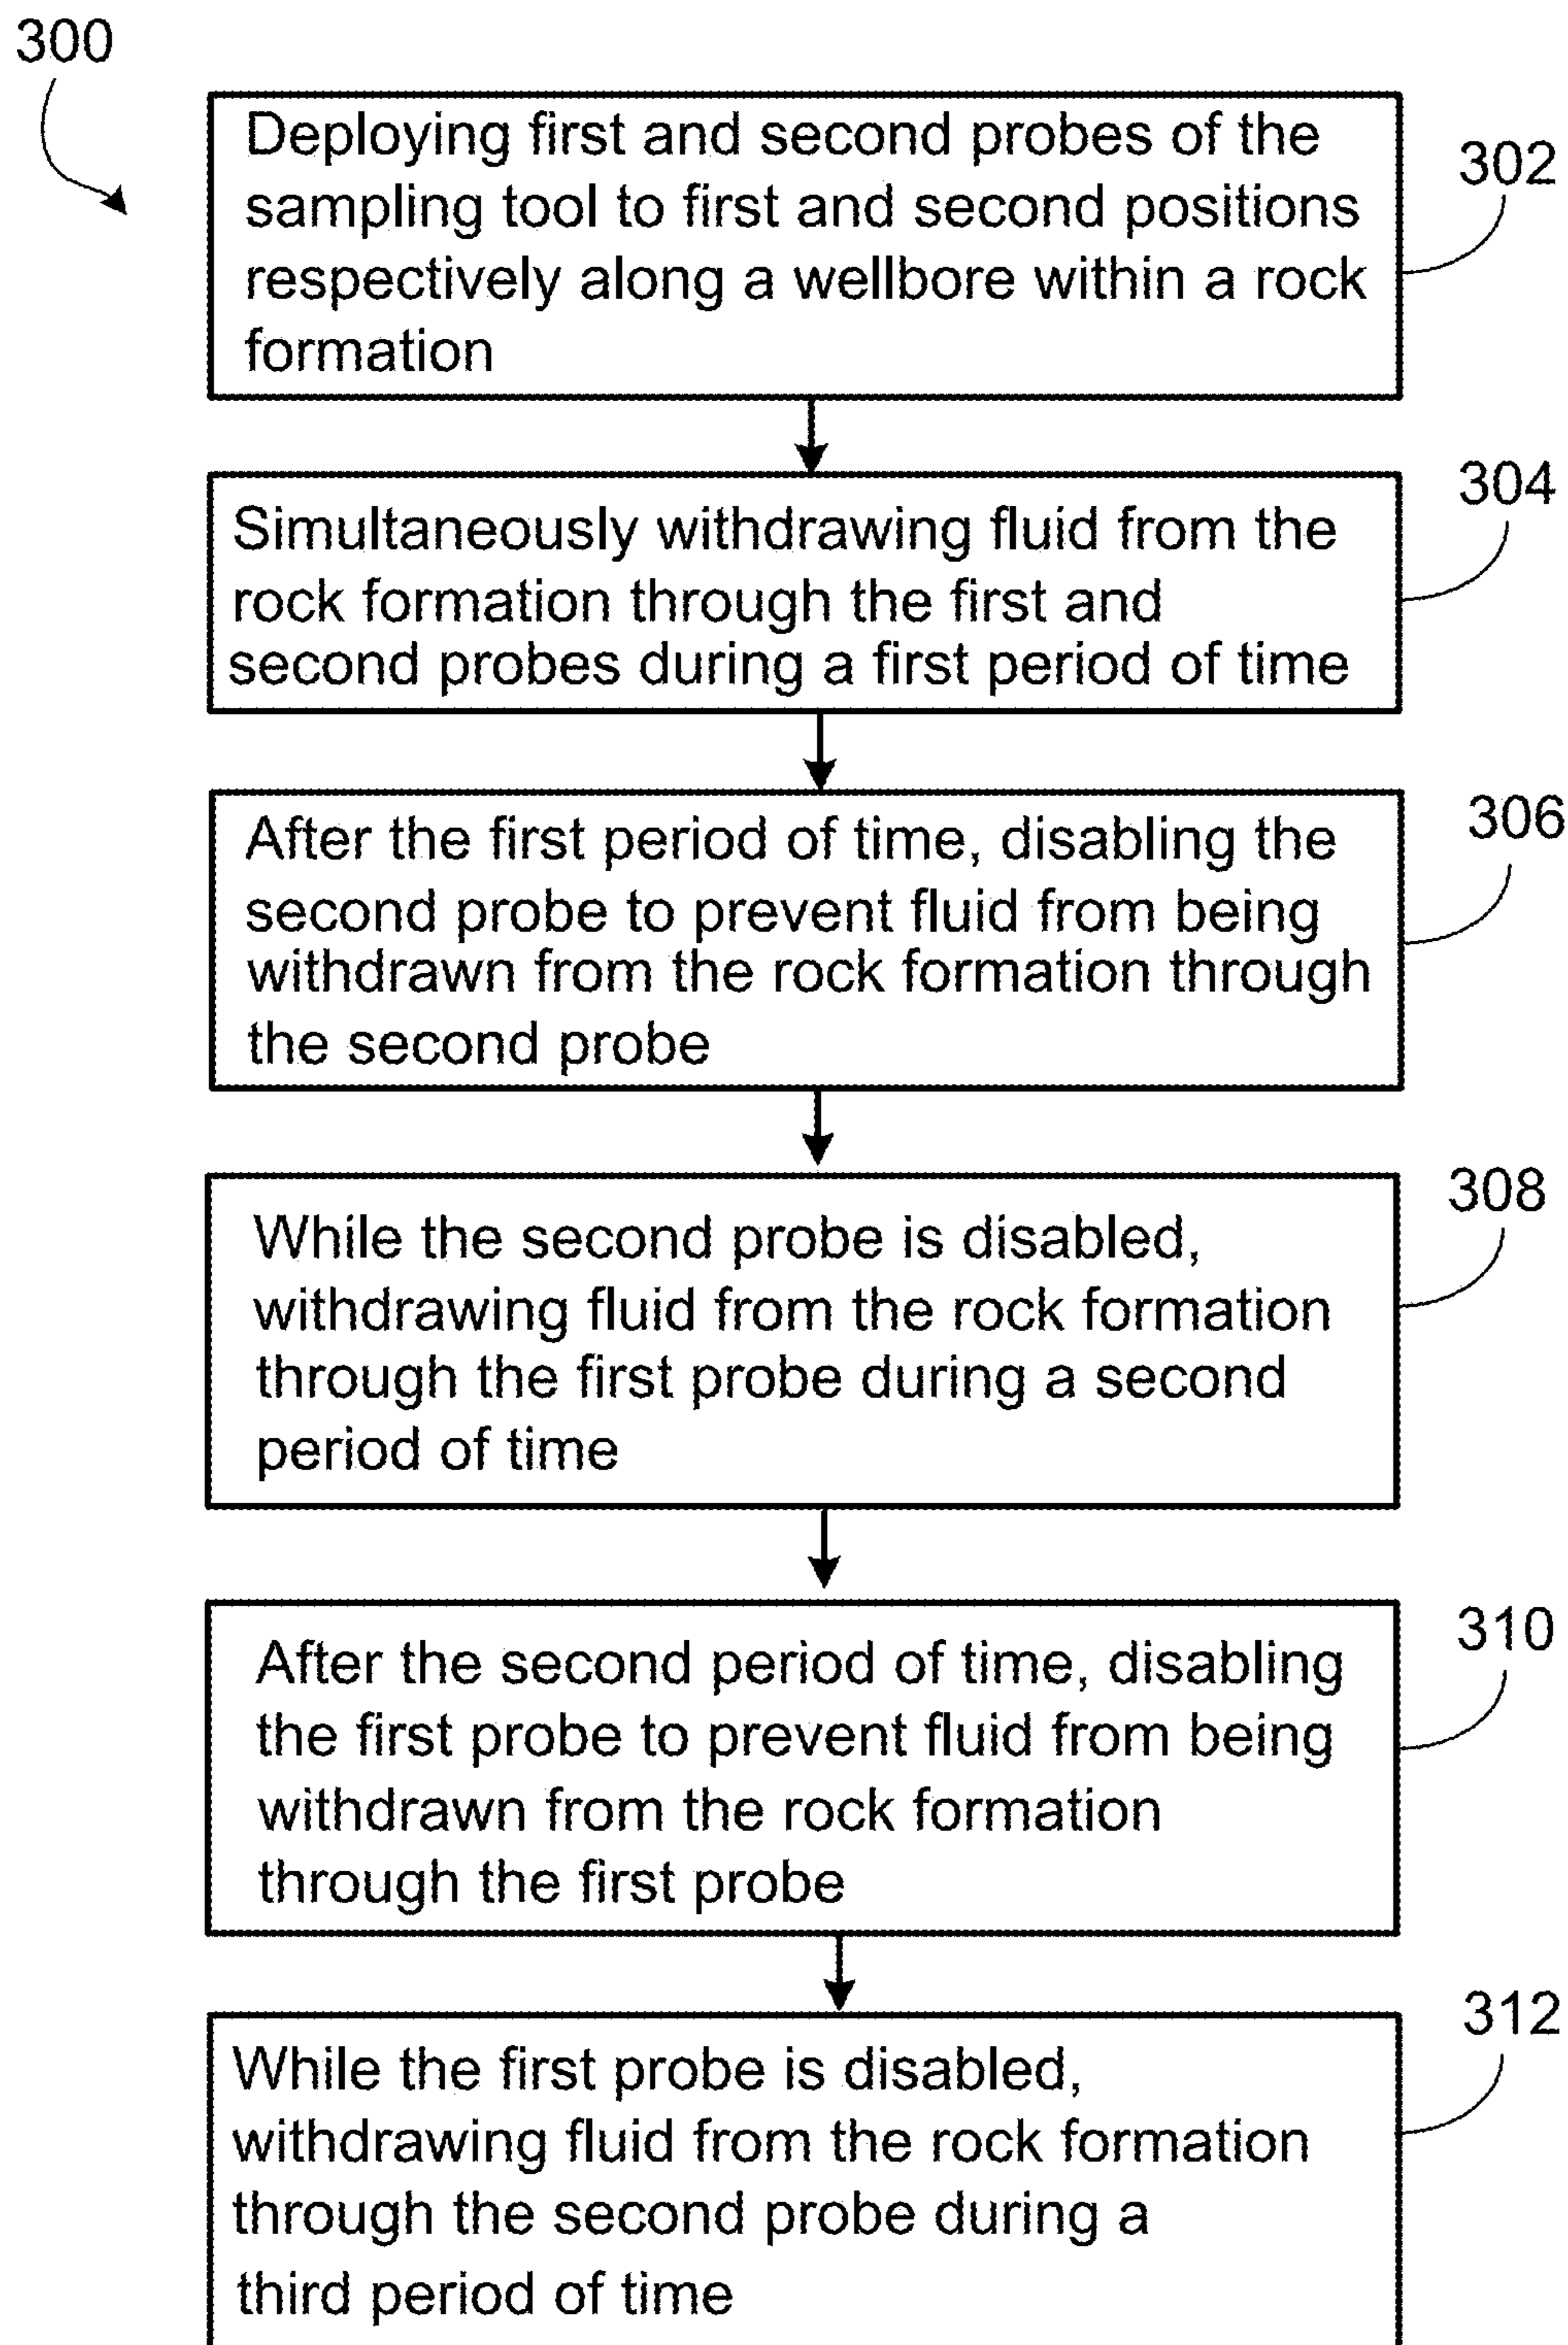 300
Deploying first and second probes of the
sampling tool to first and second positions
respectively along a wellbore within a rock
formation
302
Simultaneously withdrawing fluid from the
rock formation through the first and
second probes during a first period of time
304
After the first period of time, disabling the
second probe to prevent fluid from being
withdrawn from the rock formation through
the second probe
306
While the second probe is disabled,
withdrawing fluid from the rock formation
through the first probe during a second
period of time
308
After the second period of time, disabling
the first probe to prevent fluid from being
withdrawn from the rock formation
through the first probe
310
While the first probe is disabled,
withdrawing fluid from the rock formation
through the second probe during a
third period of time
312